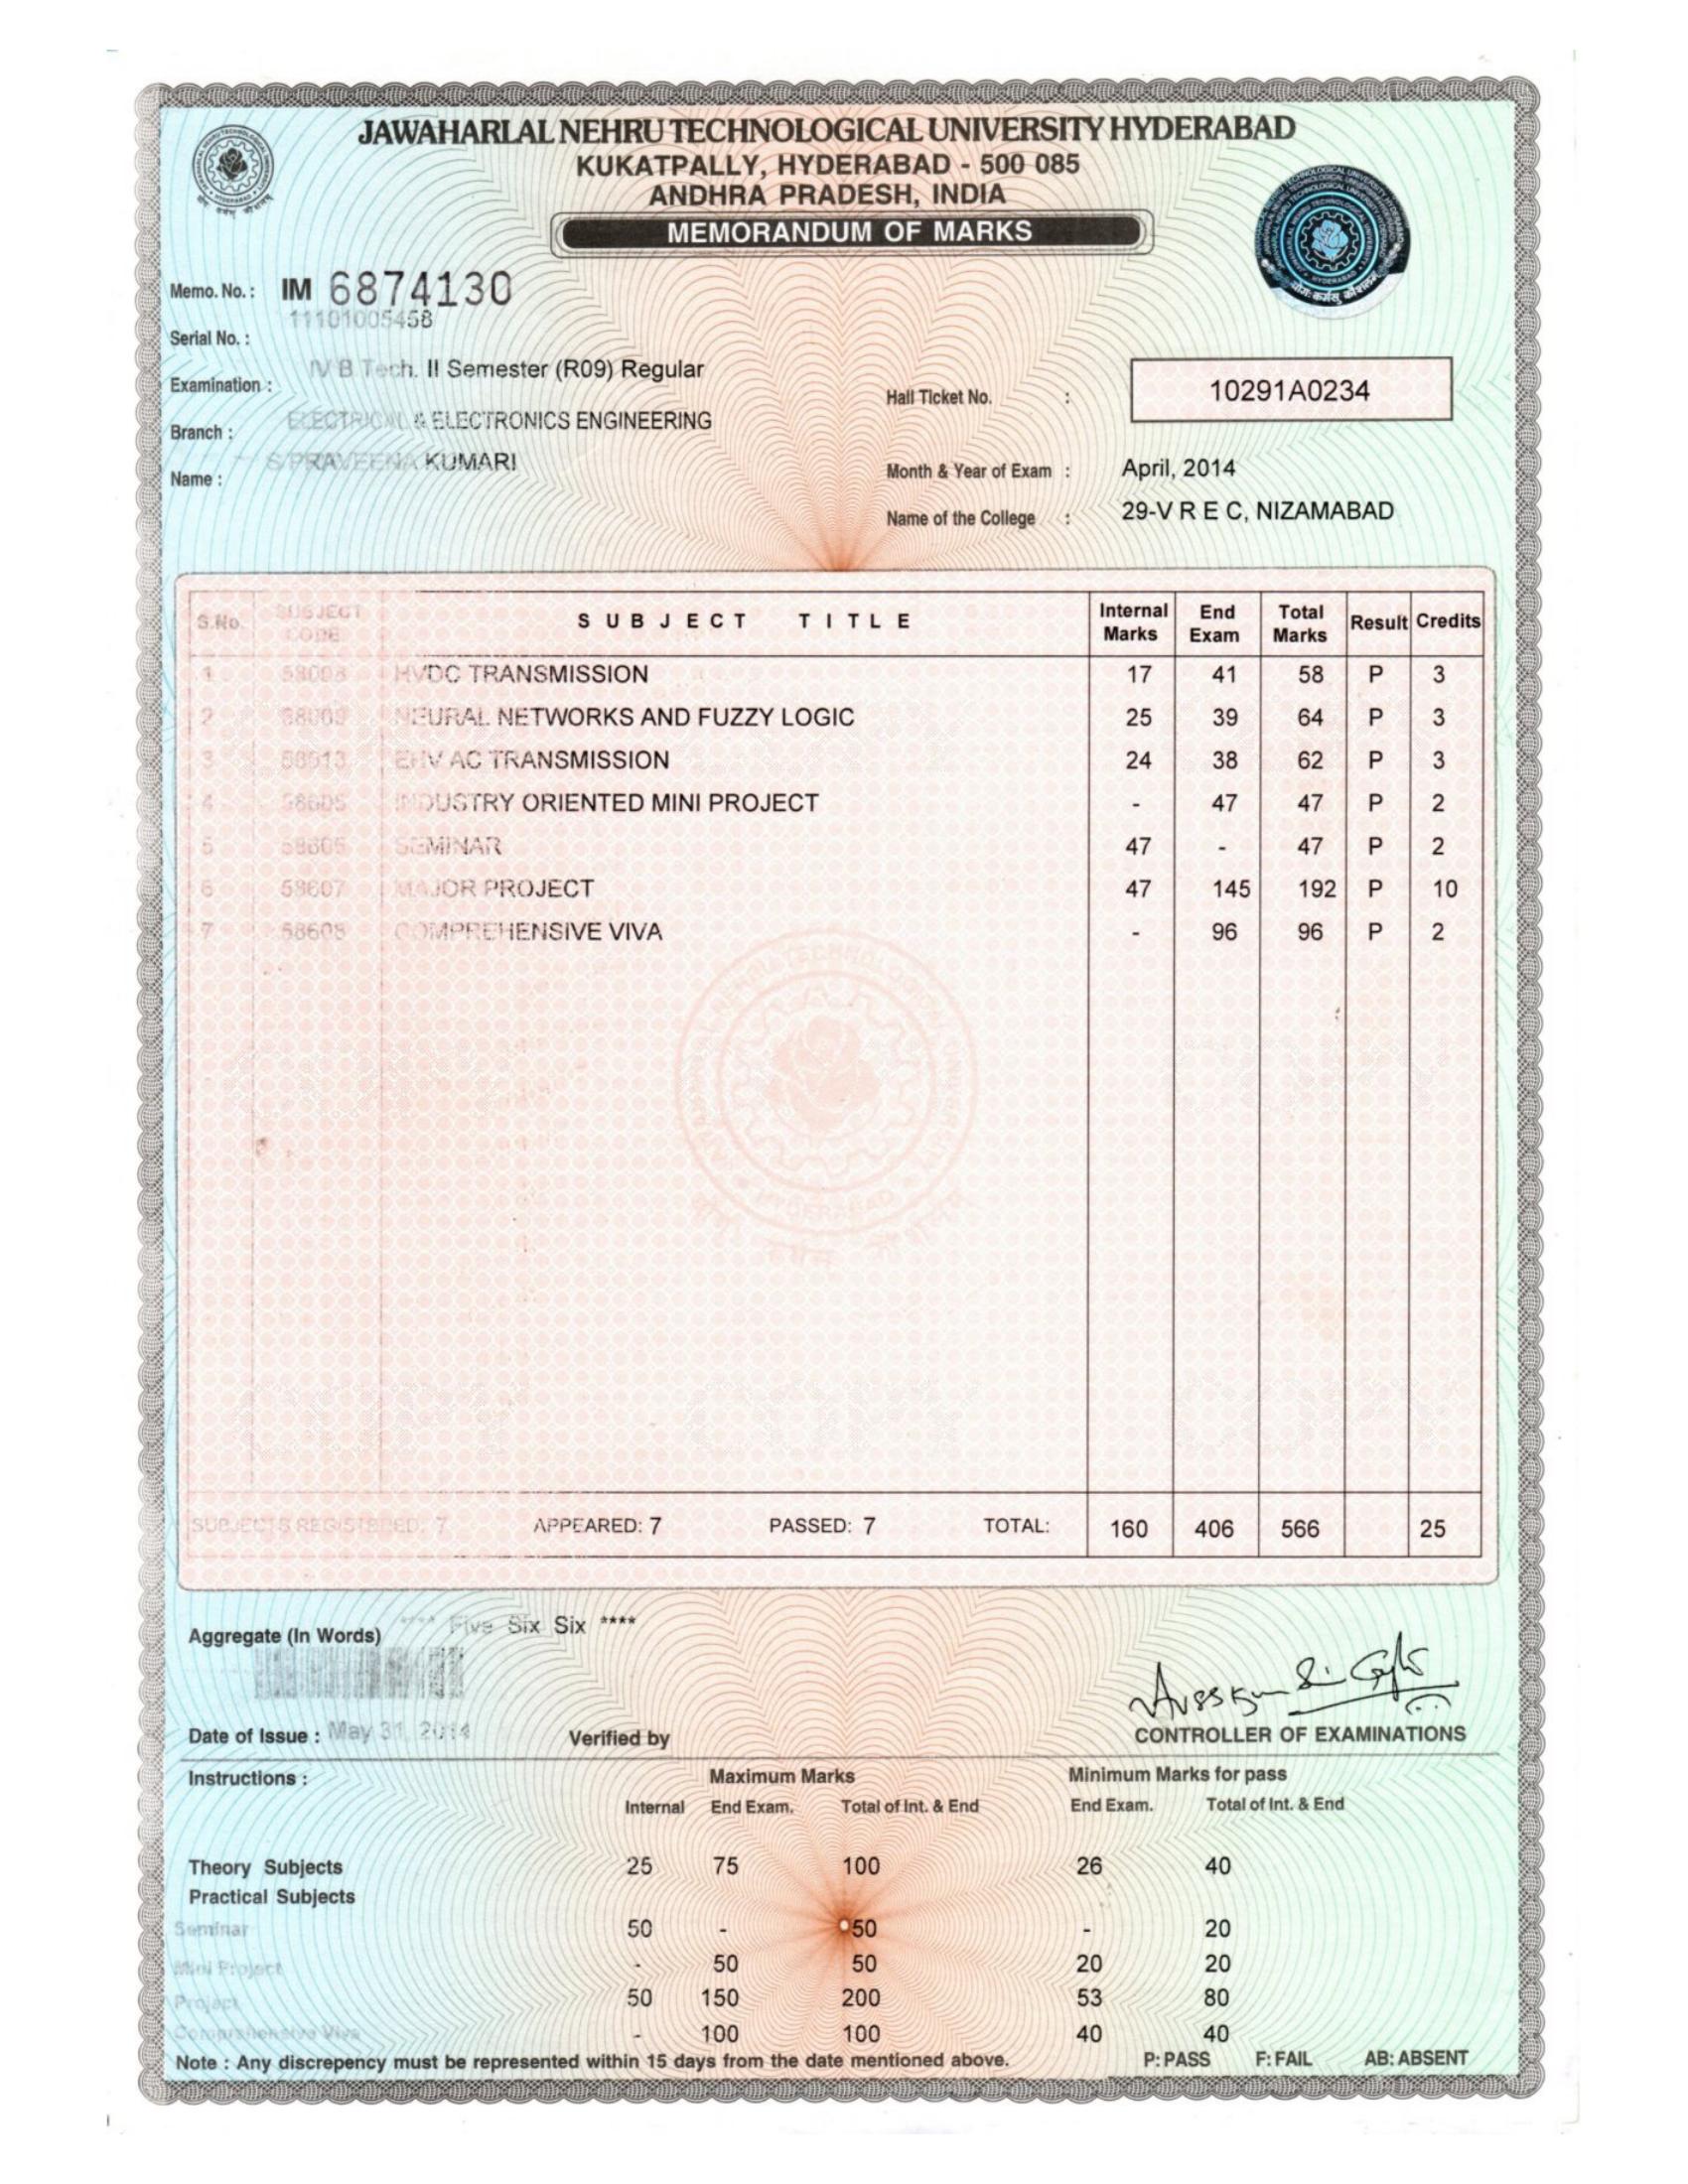 JAWAHARLAL NEHRU TECHNOLOGICAL UNIVERSITY HYDERABAD
KUKATPALLY, HYDERABAD - 500 085
ANDHRA PRADESH, INDIA
MEMORANDUM OF MARKS
Memo. No. : IM 6874130
11101005458
Serial No. :
Examination : IV B Tech. II Semester (R09) Regular
Hall Ticket No. : 10291A0234
Branch : ELECTRICAL & ELECTRONICS ENGINEERING
Name : S PRAVEENA KUMARI
Month & Year of Exam : April, 2014
Name of the College : 29-V R E C, NIZAMABAD
S.No. SUBJECT CODE SUBJECT TITLE Internal Marks End Exam Total Marks Result Credits
1 HVDC TRANSMISSION 17 41 58 P 3
2 NEURAL NETWORKS AND FUZZY LOGIC 25 39 64 P 3
3 EHV AC TRANSMISSION 24 38 62 P 3
4 INDUSTRY ORIENTED MINI PROJECT - 47 47 P 2
5 SEMINAR 47 - 47 P 2
6 58607 MAJOR PROJECT 47 145 192 P 10
7 58608 COMPREHENSIVE VIVA - 96 96 P 2
SUBJECTS REGISTERED: 7 APPEARED: 7 PASSED: 7 TOTAL: 160 406 566 25
Aggregate (In Words) **** Five Six Six ****
Date of Issue : May 31, 2014 Verified by CONTROLLER OF EXAMINATIONS
Instructions : Maximum Marks Minimum Marks for pass
Internal End Exam. Total of Int. & End End Exam. Total of Int. & End
Theory Subjects 25 75 100 26 40
Practical Subjects
Seminar 50 - 50 - 20
Mini Project - 50 50 20 20
Project 50 150 200 53 80
Comprehensive Viva - 100 100 40 40
Note : Any discrepency must be represented within 15 days from the date mentioned above. P: PASS F: FAIL AB: ABSENT